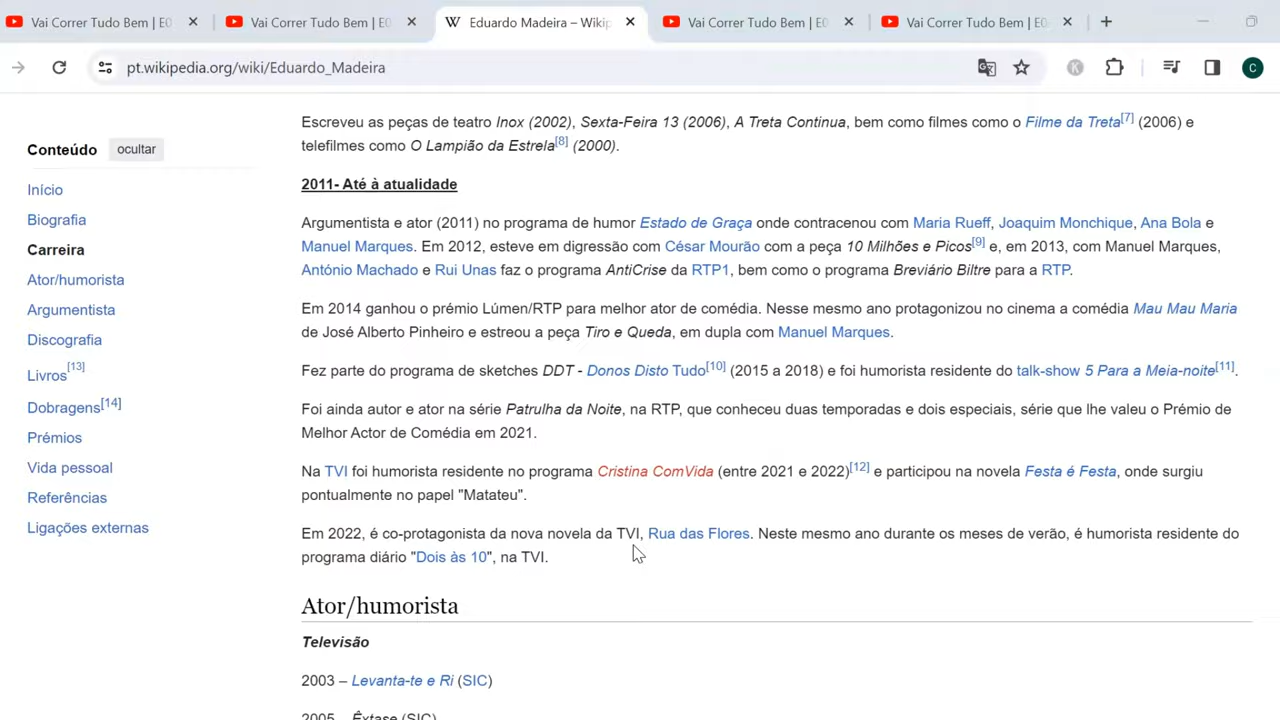 Vai Correr Tudo Bem | E0
Vai Correr Tudo Bem | E0
W Eduardo Madeira – Wikip
Vai Correr Tudo Bem | E0
Vai Correr Tudo Bem | E0
pt.wikipedia.org/wiki/Eduardo_Madeira
K
C
Conteúdo ocultar
Início
Biografia
Carreira
Ator/humorista
Argumentista
Discografia
Livros[13]
Dobragens[14]
Prémios
Vida pessoal
Referências
Ligações externas
Escreveu as peças de teatro Inox (2002), Sexta-Feira 13 (2006), A Treta Continua, bem como filmes como o Filme da Treta[7] (2006) e
telefilmes como O Lampião da Estrela[8] (2000).
2011- Até à atualidade
Argumentista e ator (2011) no programa de humor Estado de Graça onde contracenou com Maria Rueff, Joaquim Monchique, Ana Bola e
Manuel Marques. Em 2012, esteve em digressão com César Mourão com a peça 10 Milhões e Picos[9] e, em 2013, com Manuel Marques,
António Machado e Rui Unas faz o programa AntiCrise da RTP1, bem como o programa Breviário Biltre para a RTP.
Em 2014 ganhou o prémio Lúmen/RTP para melhor ator de comédia. Nesse mesmo ano protagonizou no cinema a comédia Mau Mau Maria
de José Alberto Pinheiro e estreou a peça Tiro e Queda, em dupla com Manuel Marques.
Fez parte do programa de sketches DDT - Donos Disto Tudo[10] (2015 a 2018) e foi humorista residente do talk-show 5 Para a Meia-noite[11].
Foi ainda autor e ator na série Patrulha da Noite, na RTP, que conheceu duas temporadas e dois especiais, série que lhe valeu o Prémio de
Melhor Actor de Comédia em 2021.
Na TVI foi humorista residente no programa Cristina ComVida (entre 2021 e 2022)[12] e participou na novela Festa é Festa, onde surgiu
pontualmente no papel "Matateu".
Em 2022, é co-protagonista da nova novela da TVI, Rua das Flores. Neste mesmo ano durante os meses de verão, é humorista residente do
programa diário "Dois às 10", na TVI.
Ator/humorista
Televisão
2003 – Levanta-te e Ri (SIC)
2005 – Êxtase (SIC)